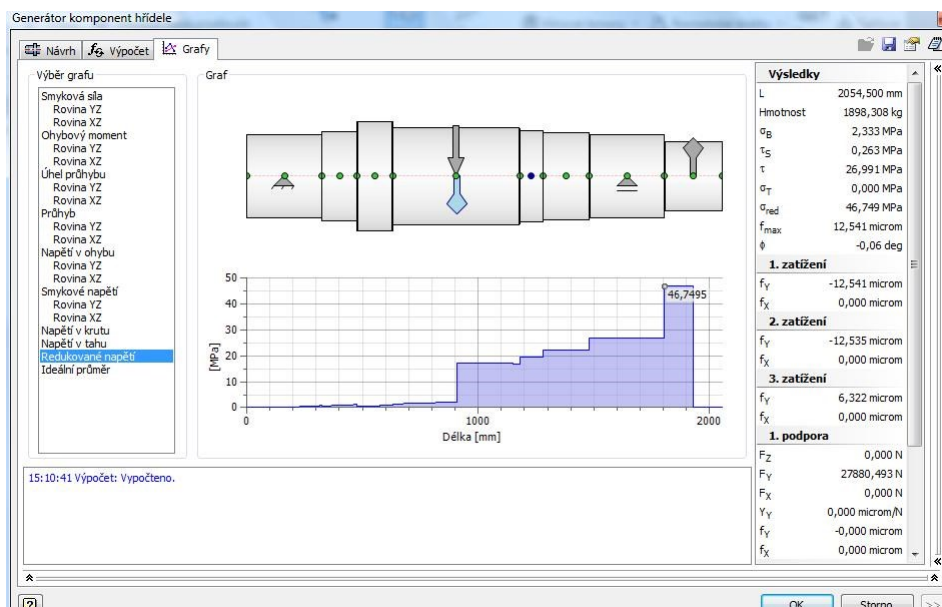 Generátor komponent hřídele
Návrh
Výpočet
Grafy
Výběr grafu
Smyková síla
Rovina YZ
Rovina XZ
Ohybový moment
Rovina YZ
Rovina XZ
Úhel průhybu
Rovina YZ
Rovina XZ
Průhyb
Rovina YZ
Rovina XZ
Napětí v ohybu
Rovina YZ
Rovina XZ
Smykové napětí
Rovina YZ
Rovina XZ
Napětí v krutu
Napětí v tahu
Redukované napětí
Ideální průměr
Graf
50
40
30
20
10
0
[MPa]
46,7495
0
1000
2000
Délka [mm]
Výsledky
L 2054,500 mm
Hmotnost 1898,308 kg
σB 2,333 MPa
τS 0,263 MPa
τ 26,991 MPa
σT 0,000 MPa
σred 46,749 MPa
fmax 12,541 microm
ϕ -0,06 deg
1. zatížení
fY -12,541 microm
fX 0,000 microm
2. zatížení
fY -12,535 microm
fX 0,000 microm
3. zatížení
fY 6,322 microm
fX 0,000 microm
1. podpora
FZ 0,000 N
FY 27880,493 N
FX 0,000 N
YY 0,000 microm/N
fY -0,000 microm
fX 0,000 microm
15:10:41 Výpočet: Vypočteno.
OK
Storno
>>